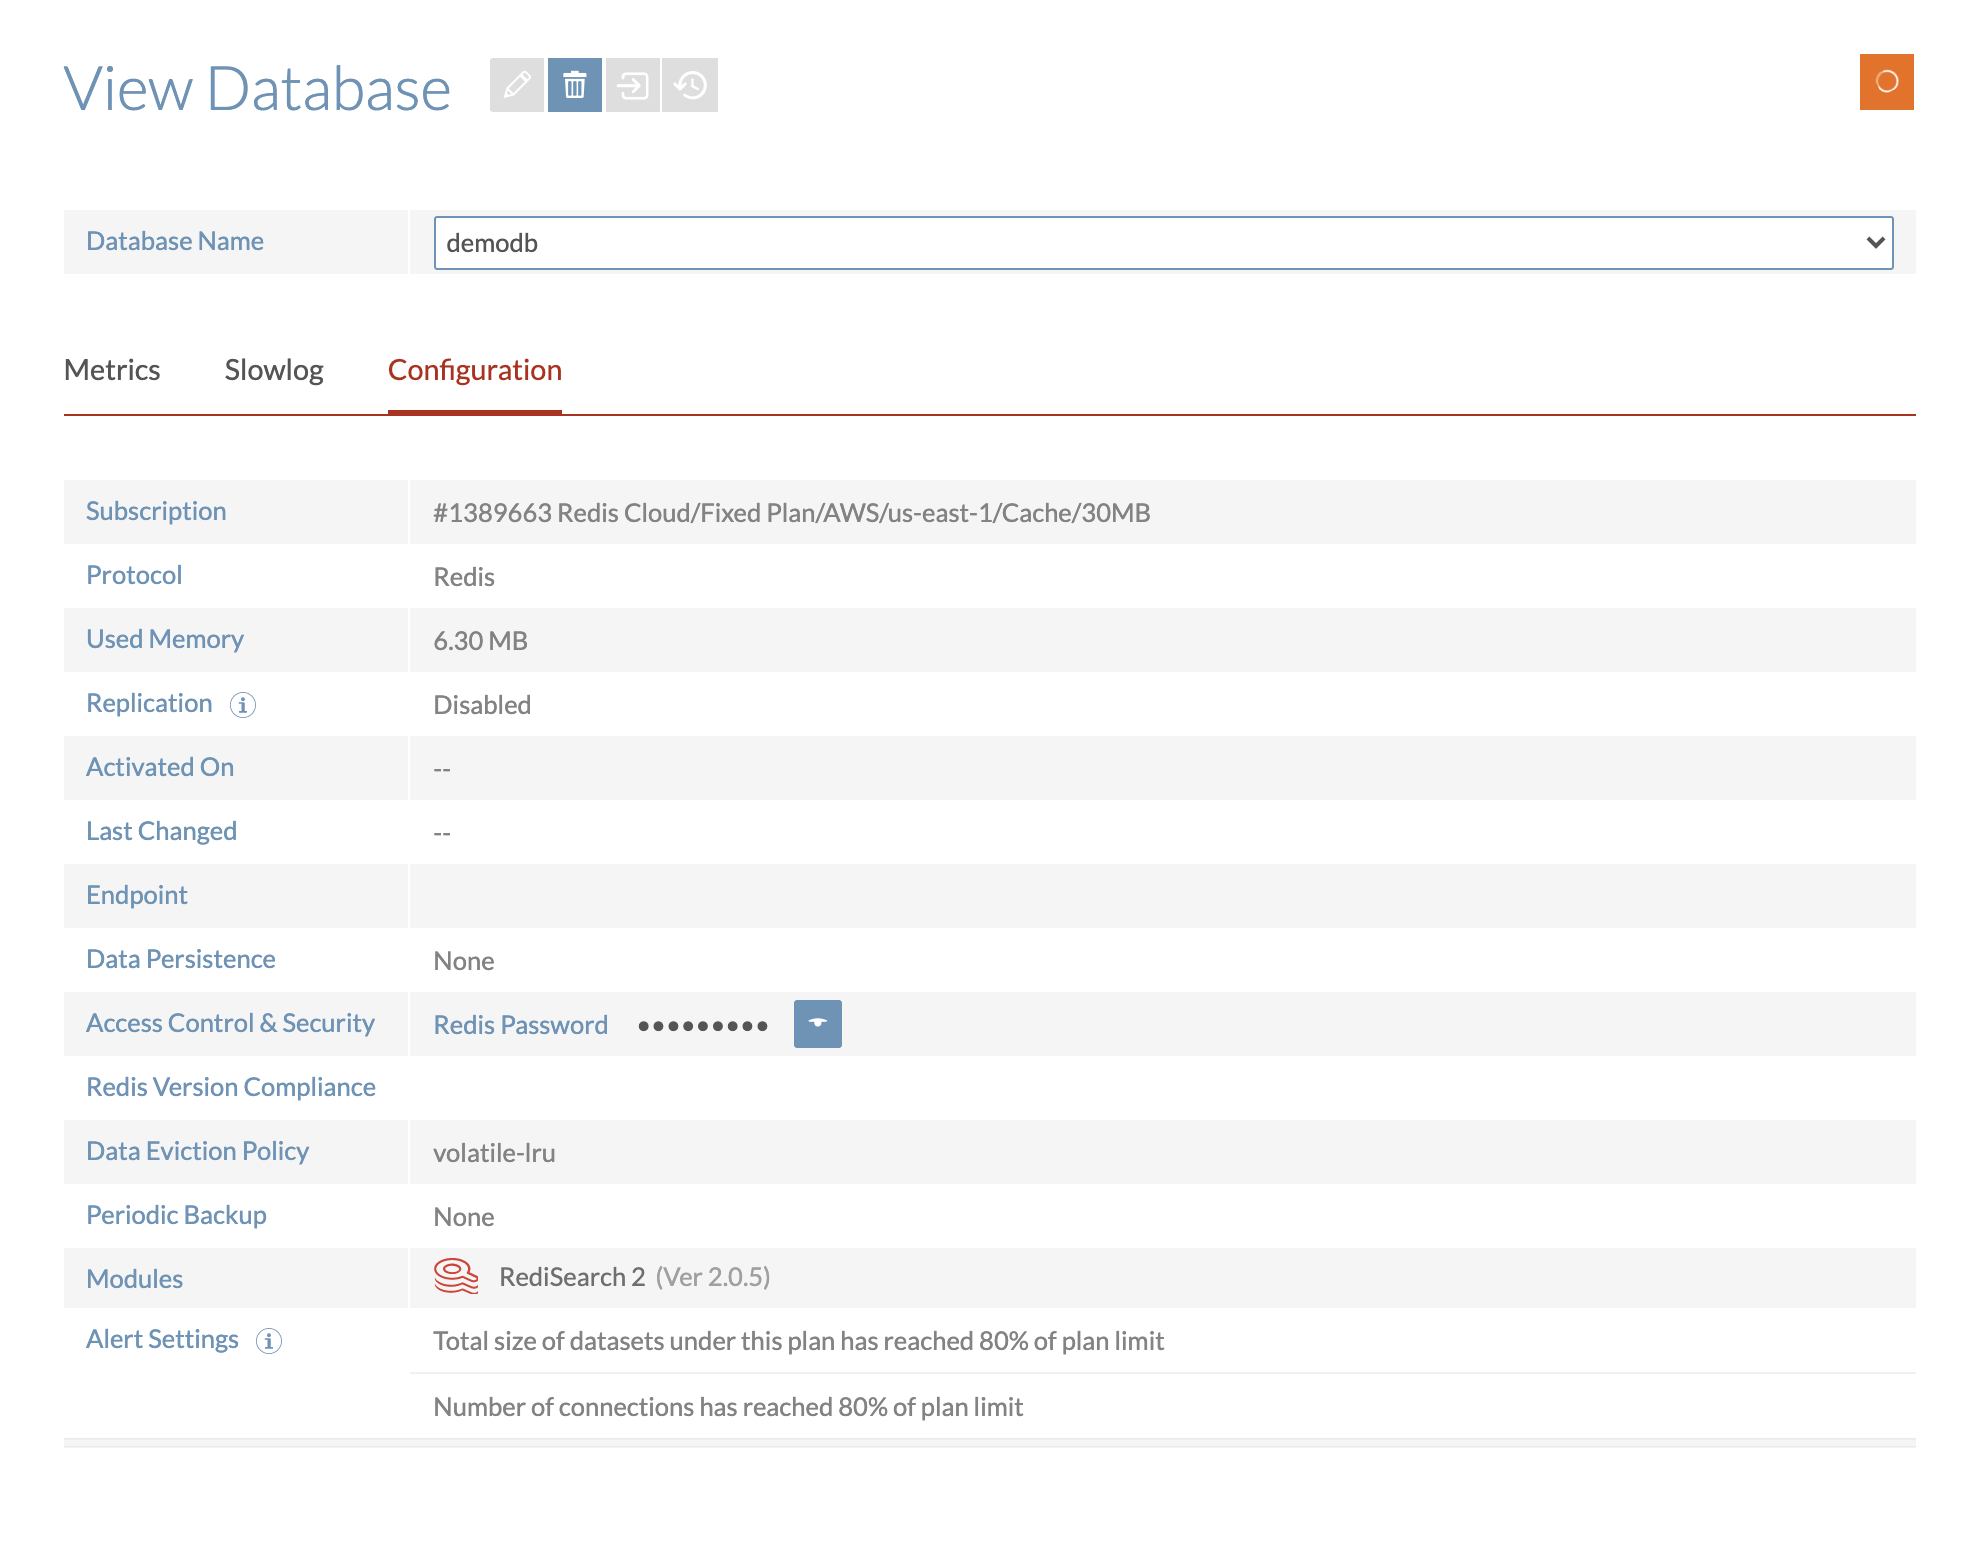 View Database
Database Name
demodb
Metrics Slowlog Configuration
Subscription #1389663 Redis Cloud/Fixed Plan/AWS/us-east-1/Cache/30MB
Protocol Redis
Used Memory 6.30 MB
Replication i Disabled
Activated On --
Last Changed --
Endpoint
Data Persistence None
Access Control & Security Redis Password •••••••••
Redis Version Compliance
Data Eviction Policy volatile-lru
Periodic Backup None
Modules RediSearch 2 (Ver 2.0.5)
Alert Settings i Total size of datasets under this plan has reached 80% of plan limit
Number of connections has reached 80% of plan limit